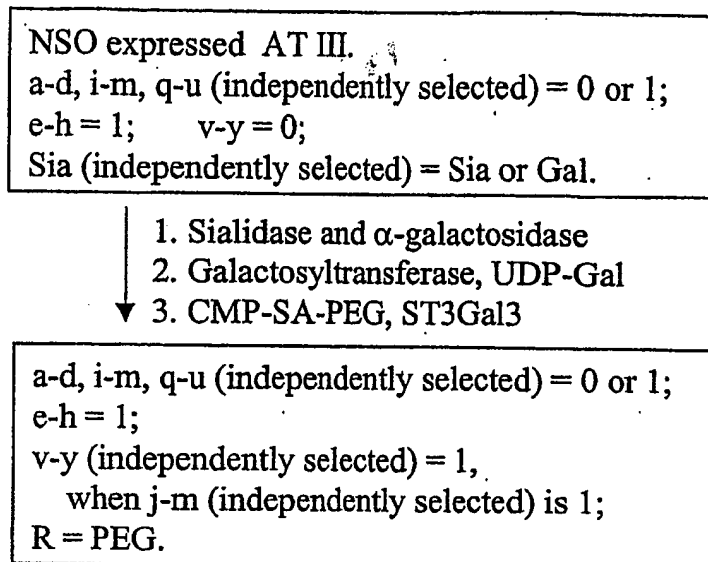 NSO expressed AT III.
a-d, i-m, q-u (independently selected) = 0 or 1;
e-h = 1; v-y = 0;
Sia (independently selected) = Sia or Gal.
1. Sialidase and α-galactosidase
2. Galactosyltransferase, UDP-Gal
3. CMP-SA-PEG, ST3Gal3
a-d, i-m, q-u (independently selected) = 0 or 1;
e-h = 1;
v-y (independently selected) = 1,
when j-m (independently selected) is 1;
R = PEG.